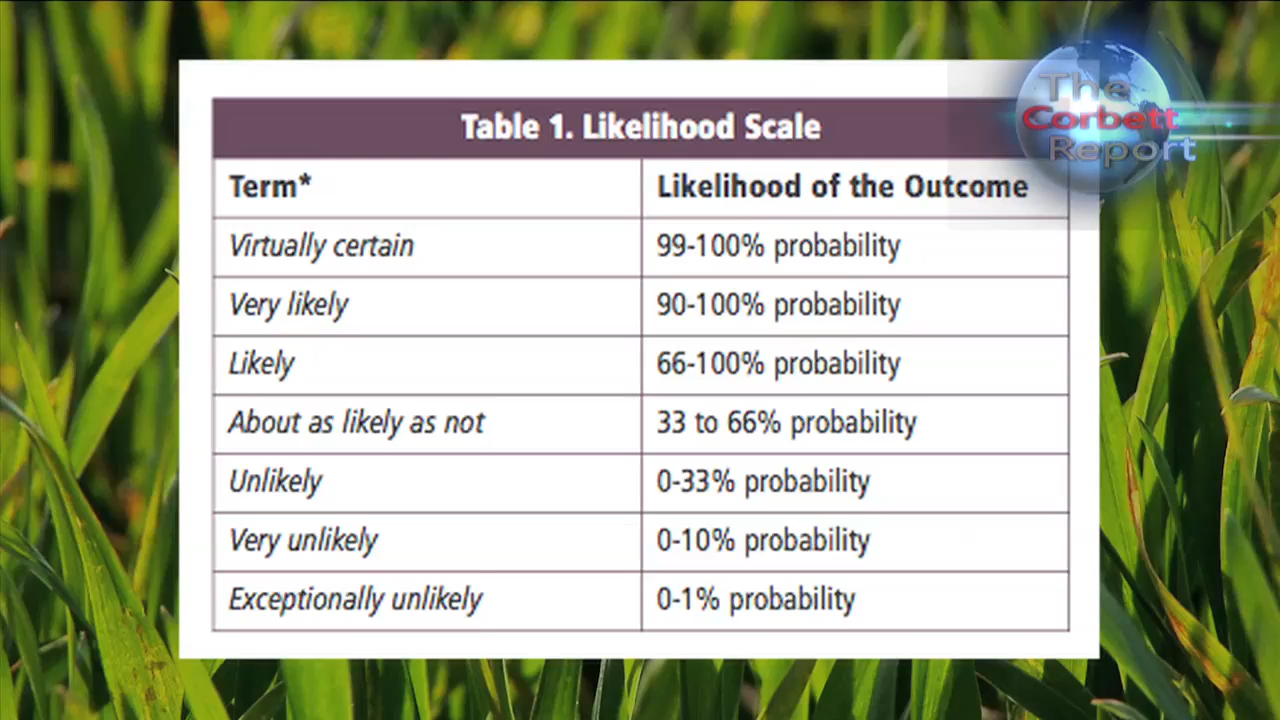 The
Corbett
Report
Table 1. Likelihood Scale
Term* Likelihood of the Outcome
Virtually certain 99-100% probability
Very likely 90-100% probability
Likely 66-100% probability
About as likely as not 33 to 66% probability
Unlikely 0-33% probability
Very unlikely 0-10% probability
Exceptionally unlikely 0-1% probability